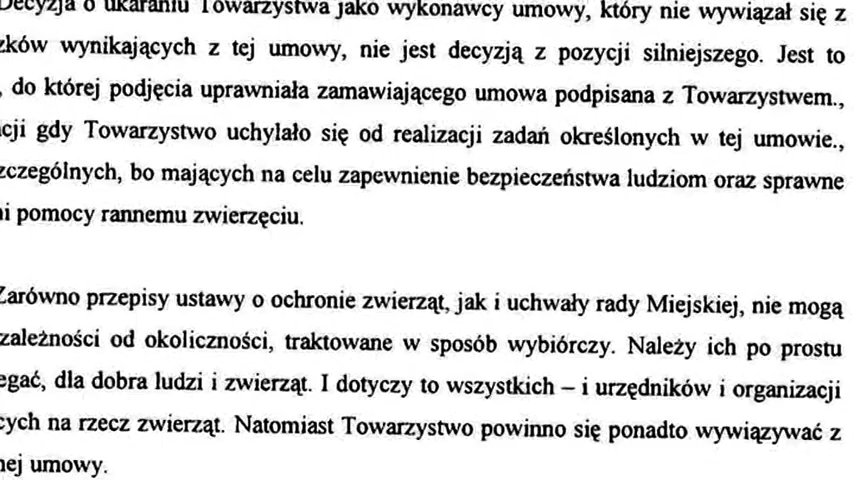 Decyzja o ukaraniu Towarzystwa jako wykonawcy umowy, który nie wywiązał się z
zków wynikających z tej umowy, nie jest decyzją z pozycji silniejszego. Jest to
, do której podjęcia uprawniała zamawiającego umowa podpisana z Towarzystwem.,
cji gdy Towarzystwo uchylało się od realizacji zadań określonych w tej umowie.,
zczególnych, bo mających na celu zapewnienie bezpieczeństwa ludziom oraz sprawne
ni pomocy rannemu zwierzęciu.
Zarówno przepisy ustawy o ochronie zwierząt, jak i uchwały rady Miejskiej, nie mogą
zależności od okoliczności, traktowane w sposób wybiórczy. Należy ich po prostu
egać, dla dobra ludzi i zwierząt. I dotyczy to wszystkich – i urzędników i organizacji
cych na rzecz zwierząt. Natomiast Towarzystwo powinno się ponadto wywiązywać z
nej umowy.